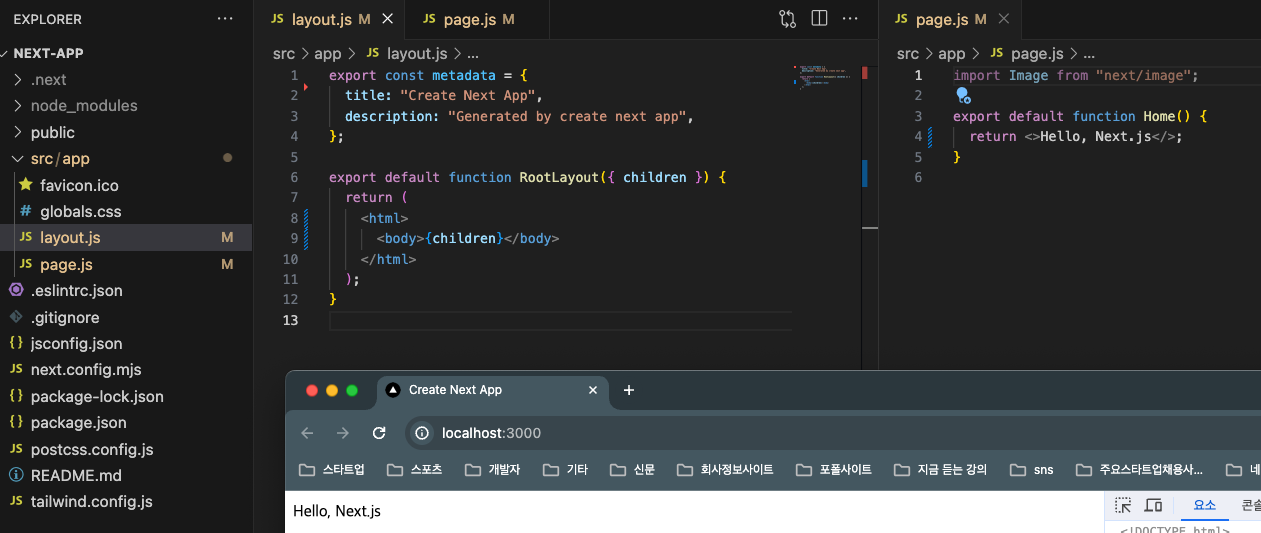 EXPLORER
NEXT-APP
.next
node_modules
public
src/app
favicon.ico
# globals.css
JS layout.js M
JS page.js M
.eslintrc.json
.gitignore
{} jsconfig.json
JS next.config.mjs
{} package-lock.json
{} package.json
JS postcss.config.js
README.md
JS tailwind.config.js
JS layout.js M JS page.js M
src > app > JS layout.js > ...
1 export const metadata = {
2 title: "Create Next App",
3 description: "Generated by create next app",
4 };
5
6 export default function RootLayout({ children }) {
7 return (
8 <html>
9 <body>{children}</body>
10 </html>
11 );
12 }
13
JS page.js M
src > app > JS page.js > ...
1 import Image from "next/image";
2
3 export default function Home() {
4 return <>Hello, Next.js</>;
5 }
6
Create Next App
localhost:3000
스타트업 스포츠 개발자 기타 신문 회사정보사이트 포폴사이트 지금 듣는 강의 sns 주요스타트업채용사... 네
Hello, Next.js
요소 콘솔
<!DOCTYPE html>